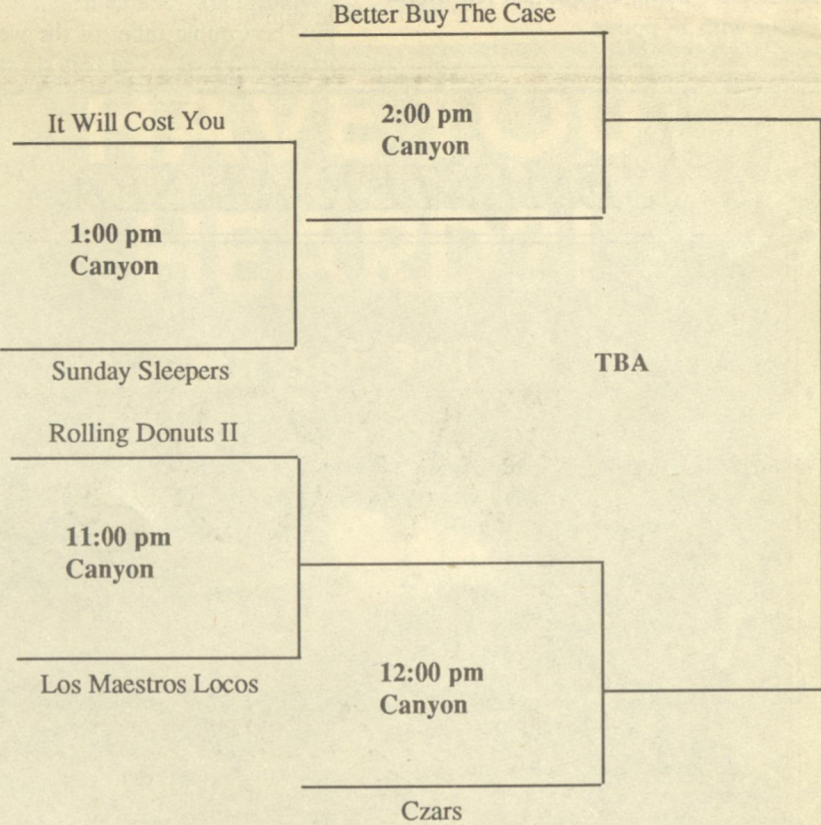 Better Buy The Case
2:00 pm
Canyon
It Will Cost You
1:00 pm
Canyon
Sunday Sleepers
TBA
Rolling Donuts II
11:00 pm
Canyon
Los Maestros Locos
12:00 pm
Canyon
Czars